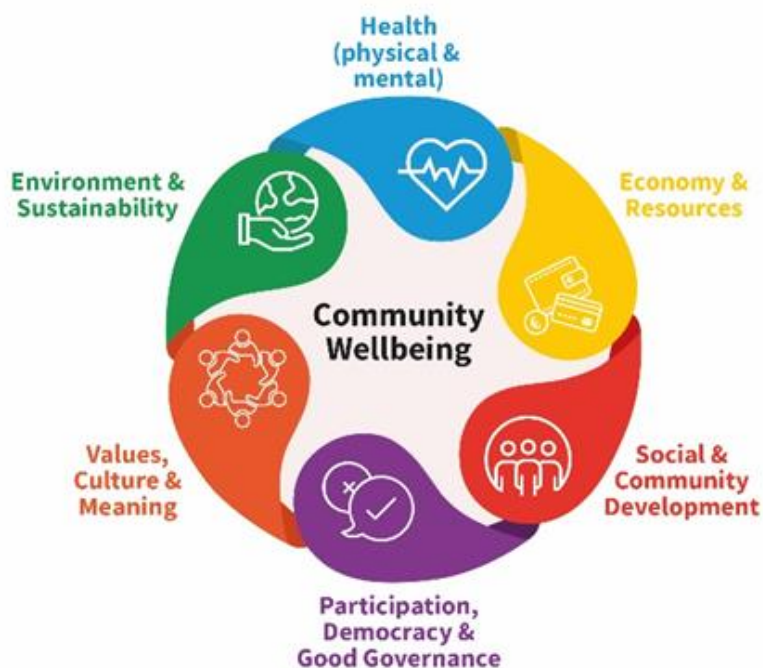 Health
(physical &
mental)
Economy &
Resources
Social &
Community
Development
Participation,
Democracy &
Good Governance
Values,
Culture &
Meaning
Environment &
Sustainability
Community
Wellbeing